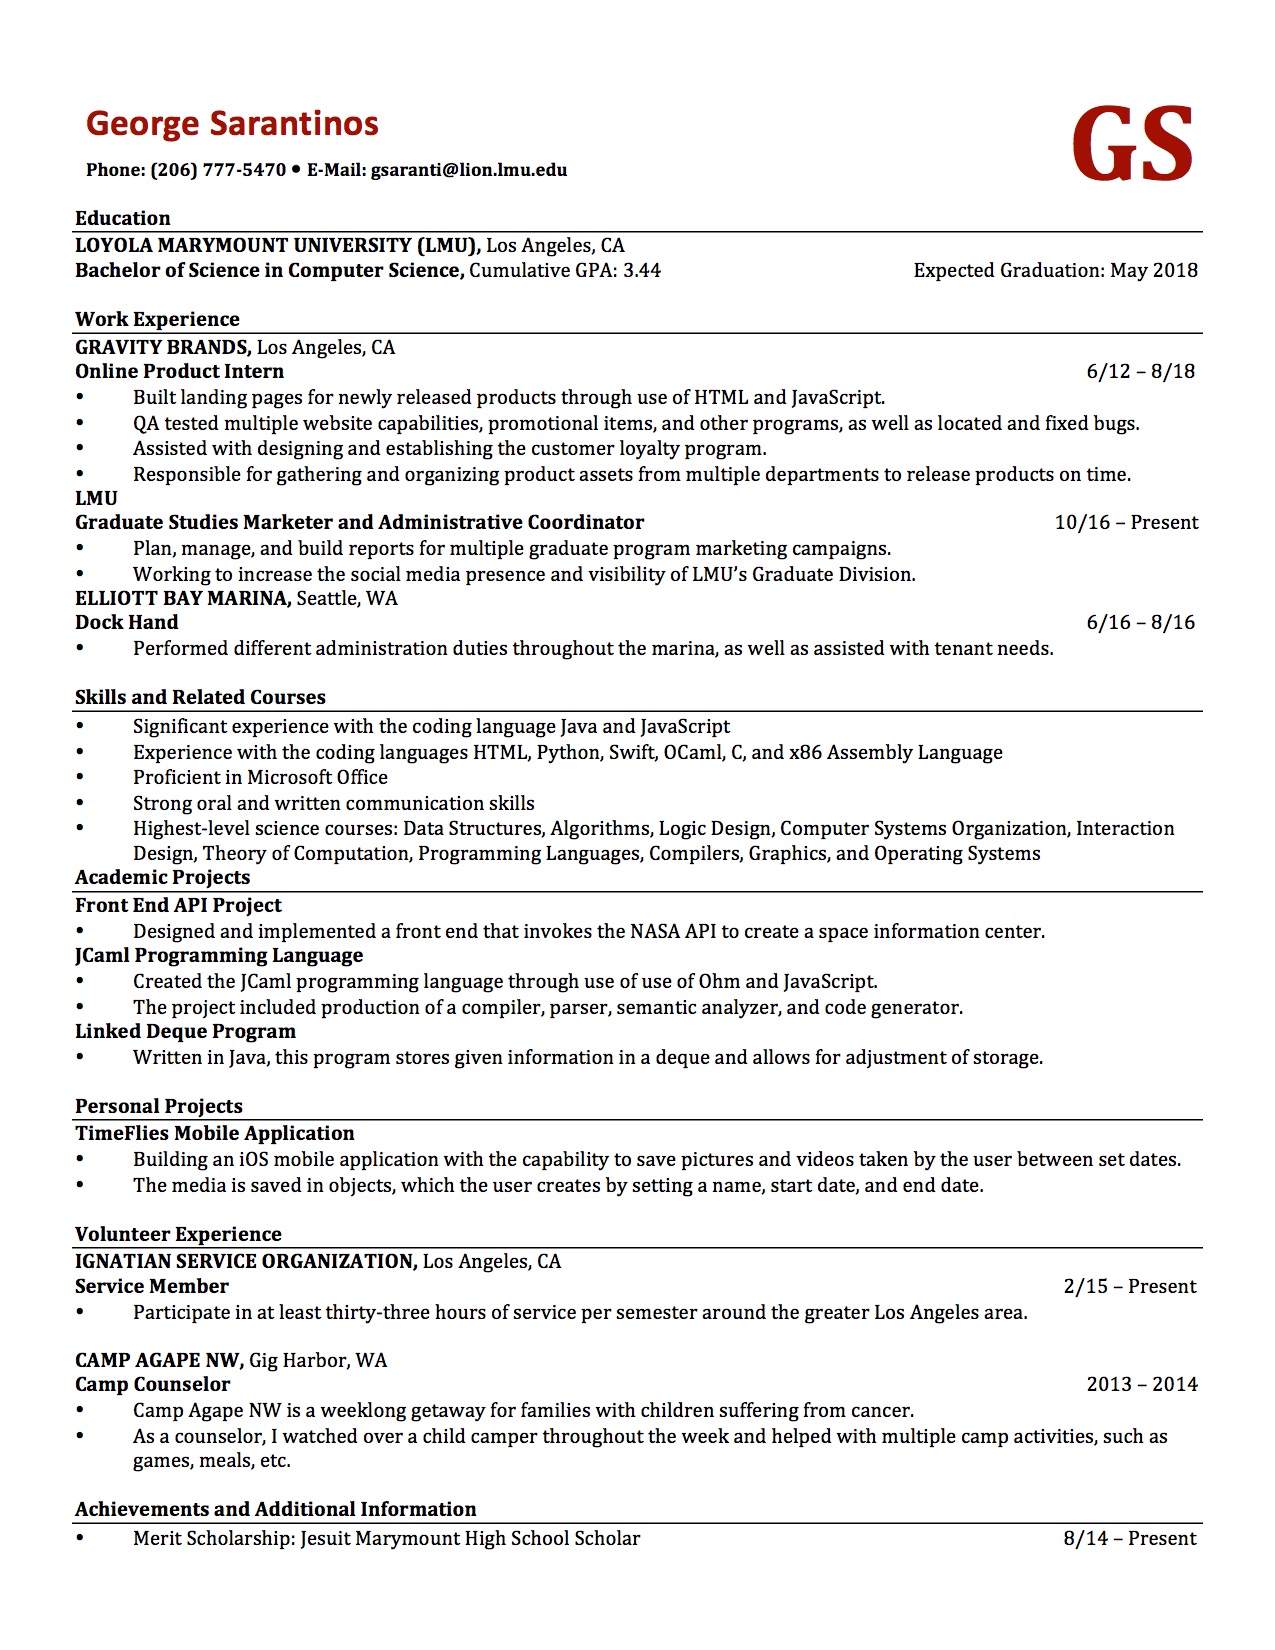 George Sarantinos
GS
Phone: (206) 777-5470 • E-Mail: gsaranti@lion.lmu.edu
Education
LOYOLA MARYMOUNT UNIVERSITY (LMU), Los Angeles, CA
Bachelor of Science in Computer Science, Cumulative GPA: 3.44 Expected Graduation: May 2018
Work Experience
GRAVITY BRANDS, Los Angeles, CA
Online Product Intern 6/12 – 8/18
• Built landing pages for newly released products through use of HTML and JavaScript.
• QA tested multiple website capabilities, promotional items, and other programs, as well as located and fixed bugs.
• Assisted with designing and establishing the customer loyalty program.
• Responsible for gathering and organizing product assets from multiple departments to release products on time.
LMU
Graduate Studies Marketer and Administrative Coordinator 10/16 – Present
• Plan, manage, and build reports for multiple graduate program marketing campaigns.
• Working to increase the social media presence and visibility of LMU’s Graduate Division.
ELLIOTT BAY MARINA, Seattle, WA
Dock Hand 6/16 – 8/16
• Performed different administration duties throughout the marina, as well as assisted with tenant needs.
Skills and Related Courses
• Significant experience with the coding language Java and JavaScript
• Experience with the coding languages HTML, Python, Swift, OCaml, C, and x86 Assembly Language
• Proficient in Microsoft Office
• Strong oral and written communication skills
• Highest-level science courses: Data Structures, Algorithms, Logic Design, Computer Systems Organization, Interaction
Design, Theory of Computation, Programming Languages, Compilers, Graphics, and Operating Systems
Academic Projects
Front End API Project
• Designed and implemented a front end that invokes the NASA API to create a space information center.
JCaml Programming Language
• Created the JCaml programming language through use of use of Ohm and JavaScript.
• The project included production of a compiler, parser, semantic analyzer, and code generator.
Linked Deque Program
• Written in Java, this program stores given information in a deque and allows for adjustment of storage.
Personal Projects
TimeFlies Mobile Application
• Building an iOS mobile application with the capability to save pictures and videos taken by the user between set dates.
• The media is saved in objects, which the user creates by setting a name, start date, and end date.
Volunteer Experience
IGNATIAN SERVICE ORGANIZATION, Los Angeles, CA
Service Member 2/15 – Present
• Participate in at least thirty-three hours of service per semester around the greater Los Angeles area.
CAMP AGAPE NW, Gig Harbor, WA
Camp Counselor 2013 – 2014
• Camp Agape NW is a weeklong getaway for families with children suffering from cancer.
• As a counselor, I watched over a child camper throughout the week and helped with multiple camp activities, such as
games, meals, etc.
Achievements and Additional Information
• Merit Scholarship: Jesuit Marymount High School Scholar 8/14 – Present